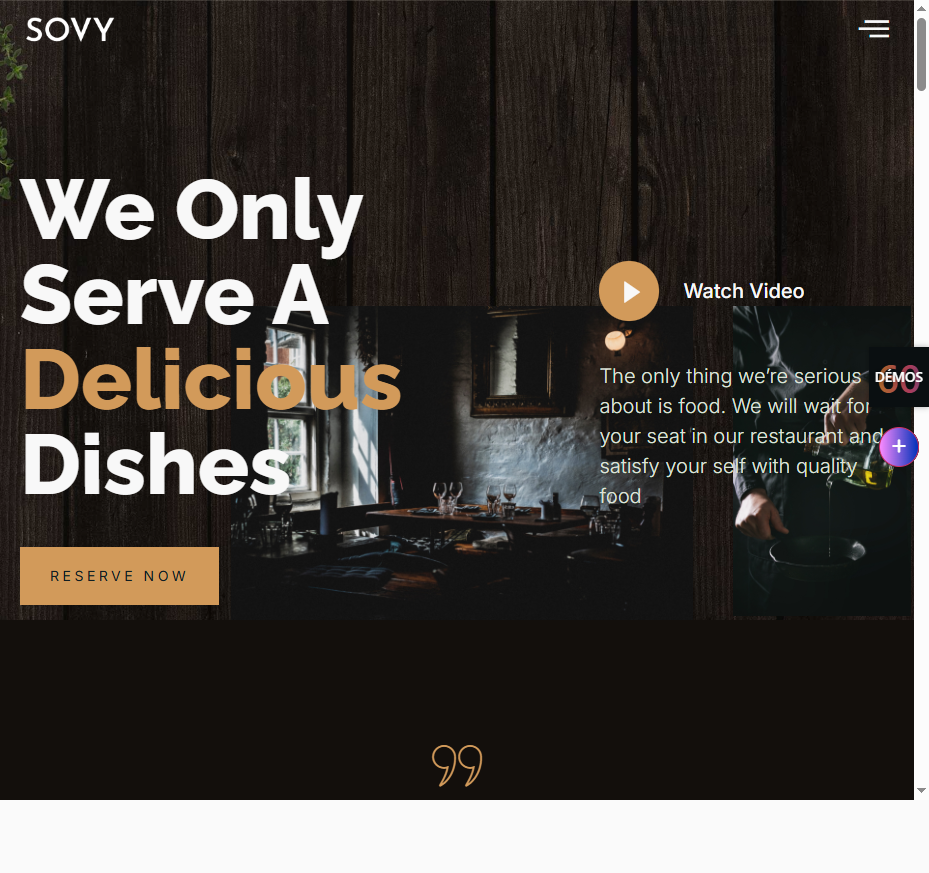 SOVY
We Only
Serve A
Delicious
Dishes
RESERVE NOW
Watch Video
The only thing we’re serious
about is food. We will wait for
your seat in our restaurant and
satisfy your self with quality
food
60
DEMOS